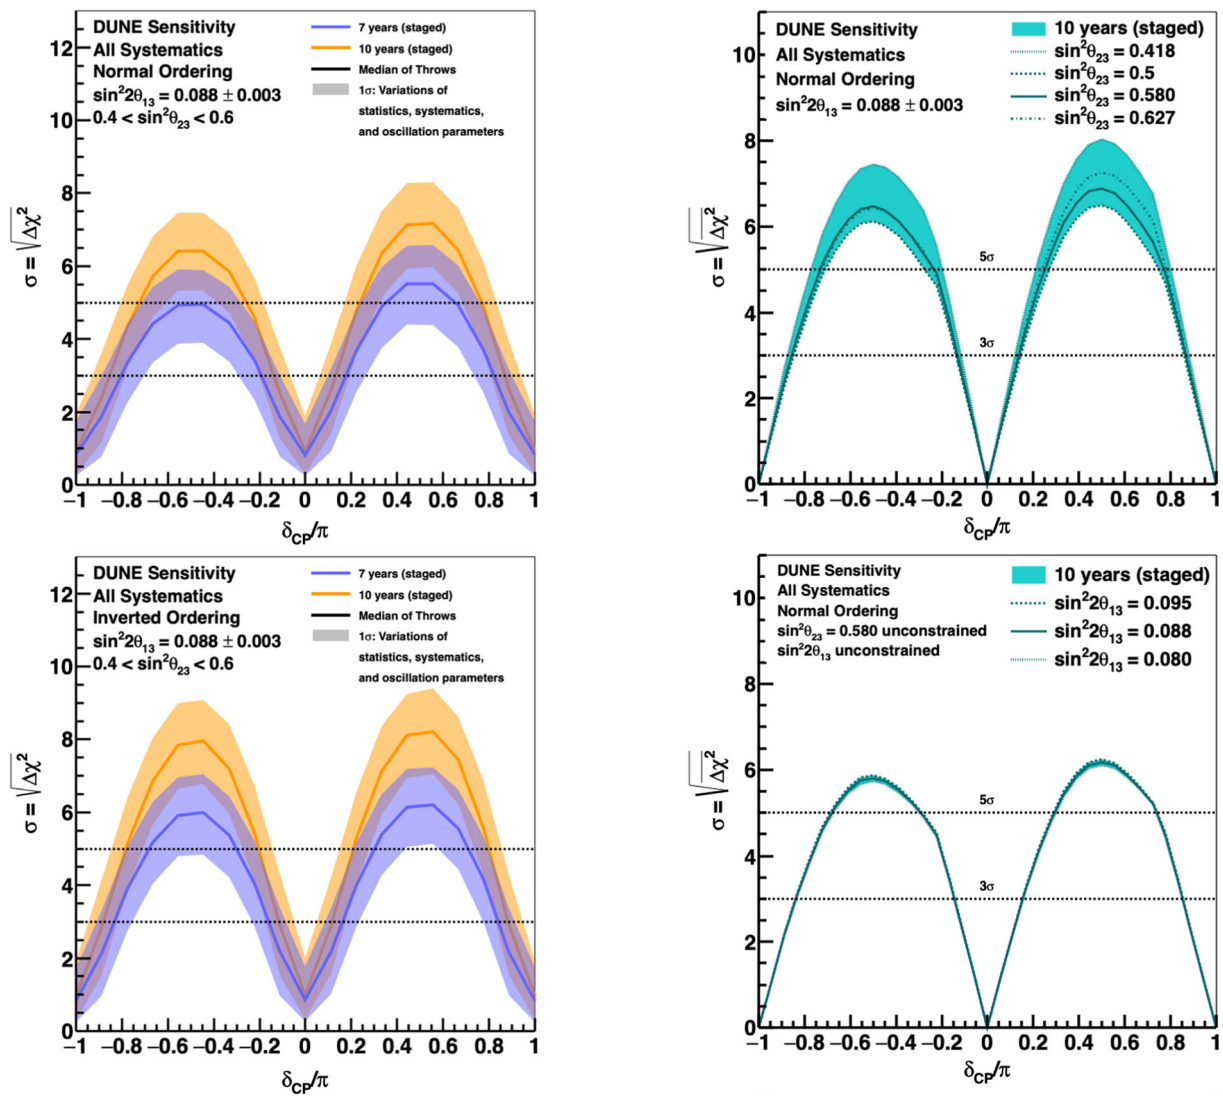 DUNE Sensitivity
All Systematics
Normal Ordering
sin²2θ₁₃ = 0.088 ± 0.003
0.4 < sin²θ₂₃ < 0.6
7 years (staged)
10 years (staged)
Median of Throws
1σ: Variations of
statistics, systematics,
and oscillation parameters
12
10
8
6
4
2
0
σ = √Δχ²
−1 −0.8 −0.6 −0.4 −0.2 0 0.2 0.4 0.6 0.8 1
δCP/π
DUNE Sensitivity
All Systematics
Normal Ordering
sin²2θ₁₃ = 0.088 ± 0.003
10 years (staged)
sin²θ₂₃ = 0.418
sin²θ₂₃ = 0.5
sin²θ₂₃ = 0.580
sin²θ₂₃ = 0.627
10
8
6
4
2
0
σ = √Δχ²
5σ
3σ
−1 −0.8 −0.6 −0.4 −0.2 0 0.2 0.4 0.6 0.8 1
δCP/π
DUNE Sensitivity
All Systematics
Inverted Ordering
sin²2θ₁₃ = 0.088 ± 0.003
0.4 < sin²θ₂₃ < 0.6
7 years (staged)
10 years (staged)
Median of Throws
1σ: Variations of
statistics, systematics,
and oscillation parameters
12
10
8
6
4
2
0
σ = √Δχ²
−1 −0.8 −0.6 −0.4 −0.2 0 0.2 0.4 0.6 0.8 1
δCP/π
DUNE Sensitivity
All Systematics
Normal Ordering
sin²θ₂₃ = 0.580 unconstrained
sin²2θ₁₃ unconstrained
10 years (staged)
sin²2θ₁₃ = 0.095
sin²2θ₁₃ = 0.088
sin²2θ₁₃ = 0.080
10
8
6
4
2
0
σ = √Δχ²
5σ
3σ
−1 −0.8 −0.6 −0.4 −0.2 0 0.2 0.4 0.6 0.8 1
δCP/π